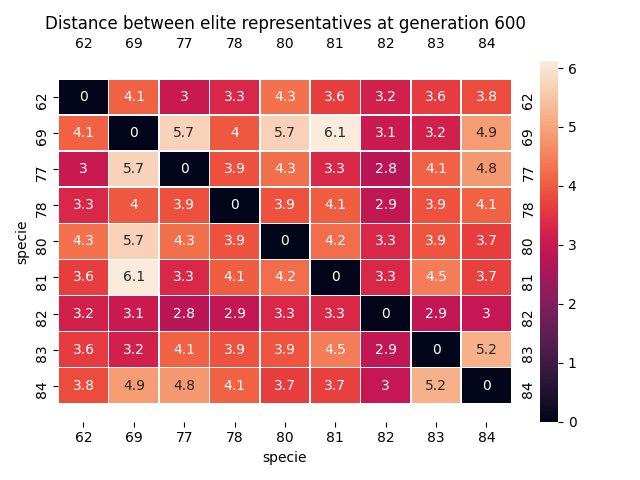 Distance between elite representatives at generation 600
62 69 77 78 80 81 82 83 84
62 0 4.1 3 3.3 4.3 3.6 3.2 3.6 3.8 62
69 4.1 0 5.7 4 5.7 6.1 3.1 3.2 4.9 69
77 3 5.7 0 3.9 4.3 3.3 2.8 4.1 4.8 77
78 3.3 4 3.9 0 3.9 4.1 2.9 3.9 4.1 78
80 4.3 5.7 4.3 3.9 0 4.2 3.3 3.9 3.7 80
81 3.6 6.1 3.3 4.1 4.2 0 3.3 4.5 3.7 81
82 3.2 3.1 2.8 2.9 3.3 3.3 0 2.9 3 82
83 3.6 3.2 4.1 3.9 3.9 4.5 2.9 0 5.2 83
84 3.8 4.9 4.8 4.1 3.7 3.7 3 5.2 0 84
62 69 77 78 80 81 82 83 84
specie
specie
6
5
4
3
2
1
0